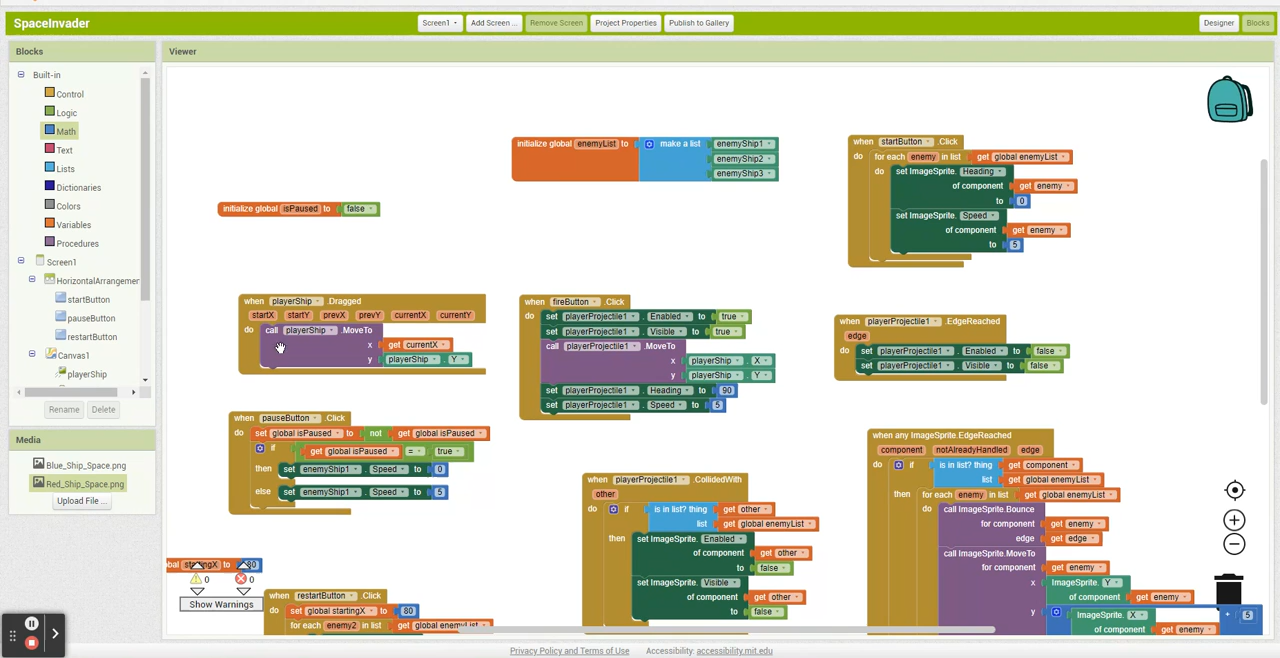 SpaceInvader
Screen1
Add Screen ...
Remove Screen
Project Properties
Publish to Gallery
Designer
Blocks
Blocks
Viewer
Built-in
Control
Logic
Math
Text
Lists
Dictionaries
Colors
Variables
Procedures
Screen1
HorizontalArrangemen
startButton
pauseButton
restartButton
Canvas1
playerShip
Rename
Delete
Media
Blue_Ship_Space.png
Red_Ship_Space.png
Upload File ...
initialize global isPaused to false
initialize global enemyList to make a list enemyShip1
enemyShip2
enemyShip3
when startButton .Click
do for each enemy in list get global enemyList
do set ImageSprite. Heading
of component get enemy
to 0
set ImageSprite. Speed
of component get enemy
to 5
when playerShip .Dragged
startX startY prevX prevY currentX currentY
do call playerShip .MoveTo
x get currentX
y playerShip . Y
when fireButton .Click
do set playerProjectile1 . Enabled to true
set playerProjectile1 . Visible to true
call playerProjectile1 .MoveTo
x playerShip . X
y playerShip . Y
set playerProjectile1 . Heading to 90
set playerProjectile1 . Speed to 5
when playerProjectile1 .EdgeReached
edge
do set playerProjectile1 . Enabled to false
set playerProjectile1 . Visible to false
when pauseButton .Click
do set global isPaused to not get global isPaused
if get global isPaused = true
then set enemyShip1 . Speed to 0
else set enemyShip1 . Speed to 5
when playerProjectile1 .CollidedWith
other
do if is in list? thing get other
list get global enemyList
then set ImageSprite. Enabled
of component get other
to false
set ImageSprite. Visible
of component get other
to false
when any ImageSprite.EdgeReached
component notAlreadyHandled edge
do if is in list? thing get component
list get global enemyList
then for each enemy in list get global enemyList
do call ImageSprite.Bounce
for component get enemy
edge get edge
call ImageSprite.MoveTo
for component get enemy
x ImageSprite. Y
of component get enemy
y ImageSprite. X + 5
of component get enemy
0 0
Show Warnings
when restartButton .Click
do set global startingX to 80
for each enemy2 in list get global enemyList
Privacy Policy and Terms of Use
Accessibility: accessibility.mit.edu